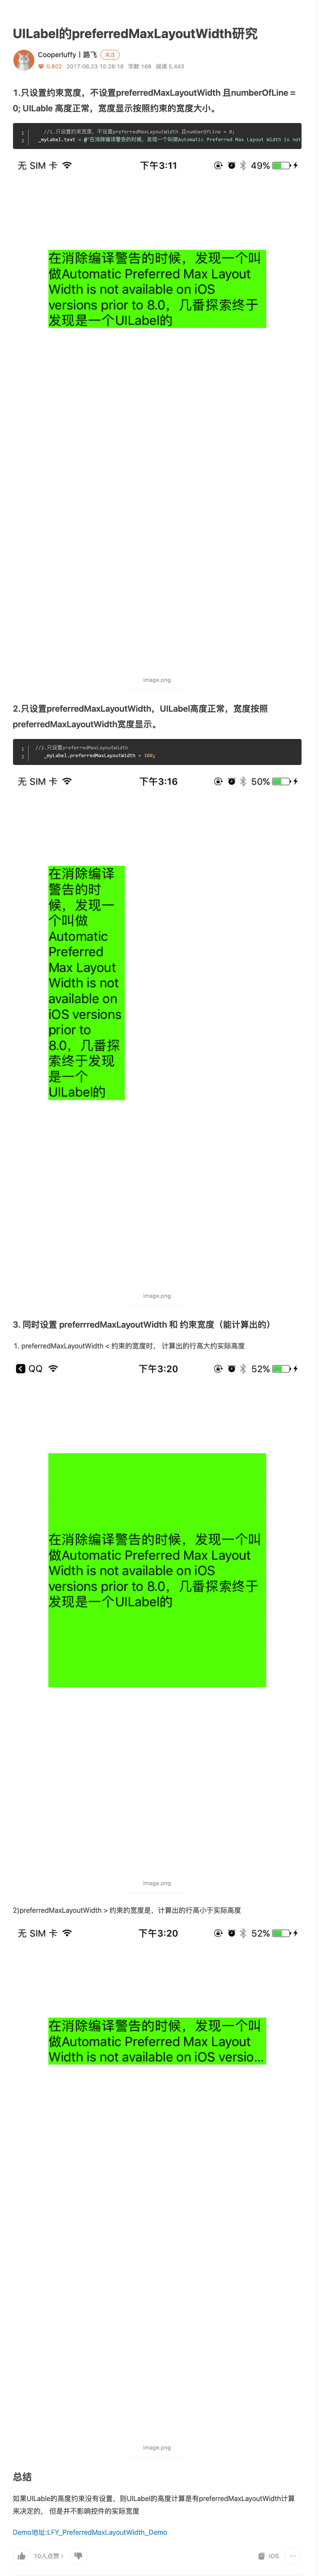 UILabel的preferredMaxLayoutWidth研究
Cooperluffy丨路飞 关注
0.802 2017.06.23 15:28:18 字数 168 阅读 5,443
1.只设置约束宽度，不设置preferredMaxLayoutWidth 且numberOfLine =
0; UILable 高度正常，宽度显示按照约束的宽度大小。
1 //1.只设置约束宽度，不设置preferredMaxLayoutWidth 且numberOfLine = 0;
2 _myLabel.text = @"在消除编译警告的时候，发现一个叫做Automatic Preferred Max Layout Width is not
无 SIM 卡 下午3:11 49%
在消除编译警告的时候，发现一个叫
做Automatic Preferred Max Layout
Width is not available on iOS
versions prior to 8.0，几番探索终于
发现是一个UILabel的
image.png
2.只设置preferredMaxLayoutWidth，UILabel高度正常，宽度按照
preferredMaxLayoutWidth宽度显示。
1 //2.只设置preferredMaxLayoutWidth
2 _myLabel.preferredMaxLayoutWidth = 100;
无 SIM 卡 下午3:16 50%
在消除编译
警告的时
候，发现一
个叫做
Automatic
Preferred
Max Layout
Width is not
available on
iOS versions
prior to
8.0，几番探
索终于发现
是一个
UILabel的
image.png
3. 同时设置 preferrredMaxLayoutWidth 和 约束宽度（能计算出的）
1. preferredMaxLayoutWidth < 约束的宽度时， 计算出的行高大约实际高度
QQ 下午3:20 52%
在消除编译警告的时候，发现一个叫
做Automatic Preferred Max Layout
Width is not available on iOS
versions prior to 8.0，几番探索终于
发现是一个UILabel的
image.png
2)preferredMaxLayoutWidth > 约束的宽度是，计算出的行高小于实际高度
无 SIM 卡 下午3:20 52%
在消除编译警告的时候，发现一个叫
做Automatic Preferred Max Layout
Width is not available on iOS versio...
image.png
总结
如果UILable的高度约束没有设置，则UILabel的高度计算是有preferredMaxLayoutWidth计算
来决定的， 但是并不影响控件的实际宽度
Demo地址:LFY_PreferredMaxLayoutWidth_Demo
10人点赞 > iOS ...